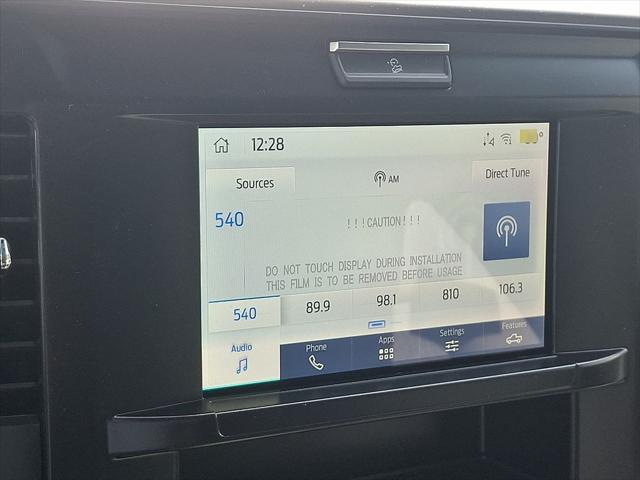 12:28
Sources
AM
Direct Tune
540
!!!CAUTION!!!
DO NOT TOUCH DISPLAY DURING INSTALLATION
THIS FILM IS TO BE REMOVED BEFORE USAGE
540
89.9
98.1
810
106.3
Audio
Phone
Apps
Settings
Features